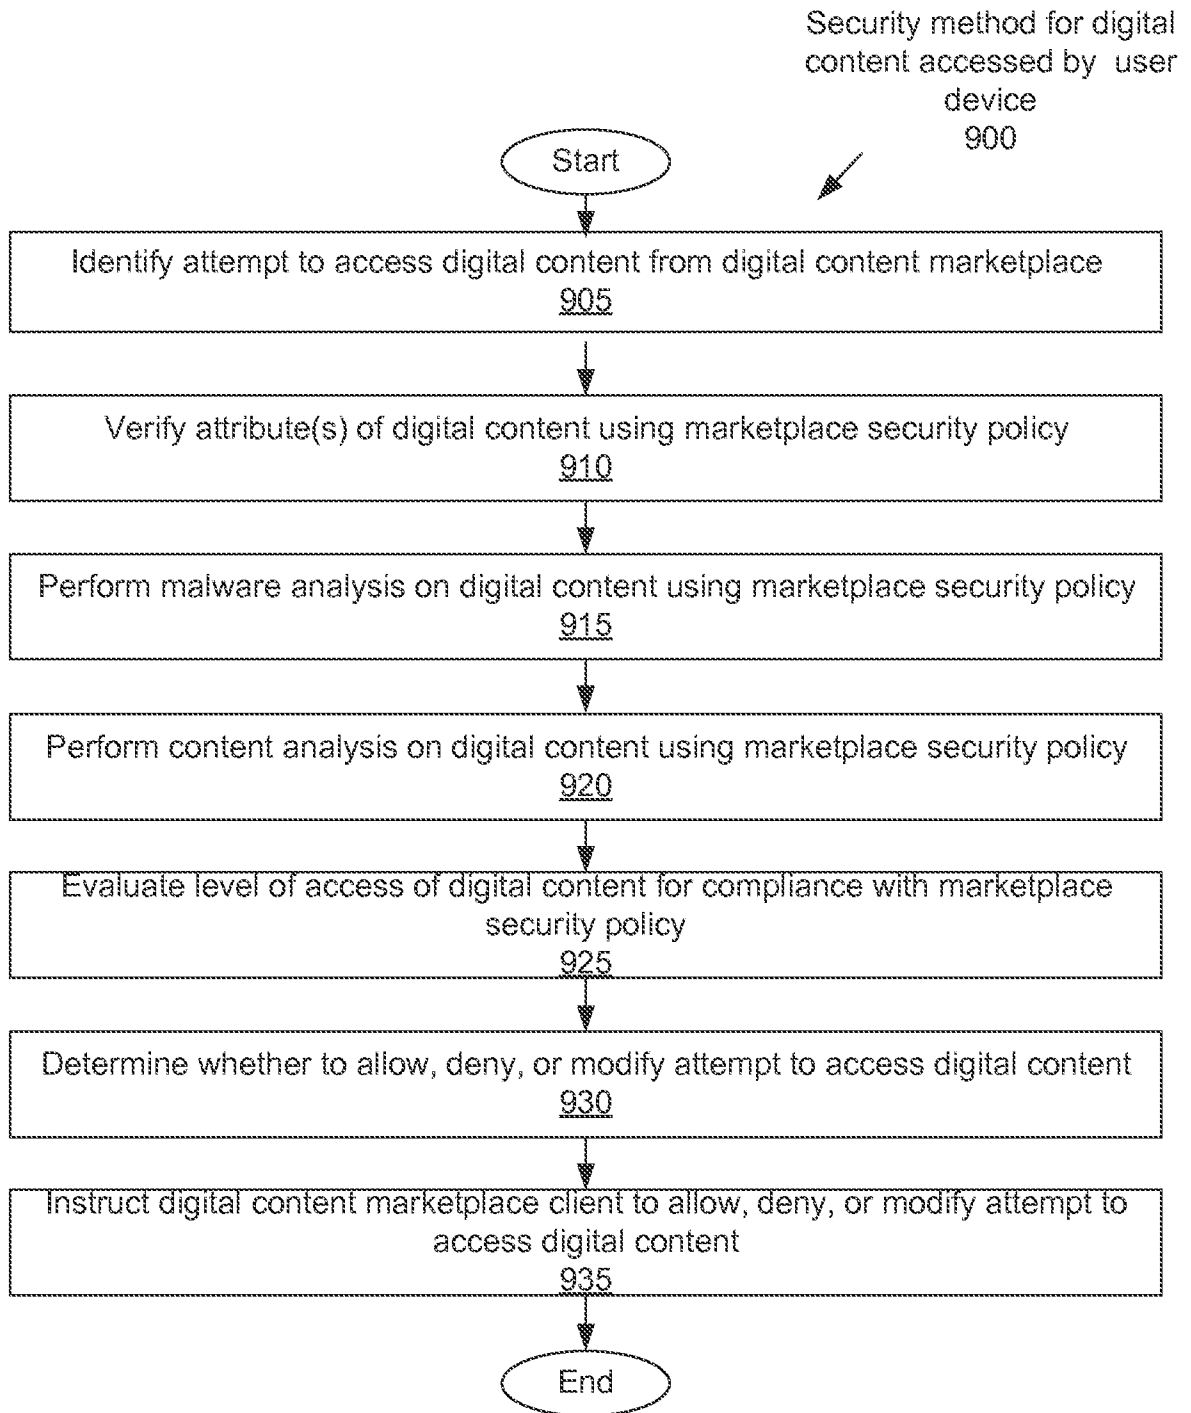 Security method for digital
content accessed by user
device
900
Start
Identify attempt to access digital content from digital content marketplace
905
Verify attribute(s) of digital content using marketplace security policy
910
Perform malware analysis on digital content using marketplace security policy
915
Perform content analysis on digital content using marketplace security policy
920
Evaluate level of access of digital content for compliance with marketplace
security policy
925
Determine whether to allow, deny, or modify attempt to access digital content
930
Instruct digital content marketplace client to allow, deny, or modify attempt to
access digital content
935
End